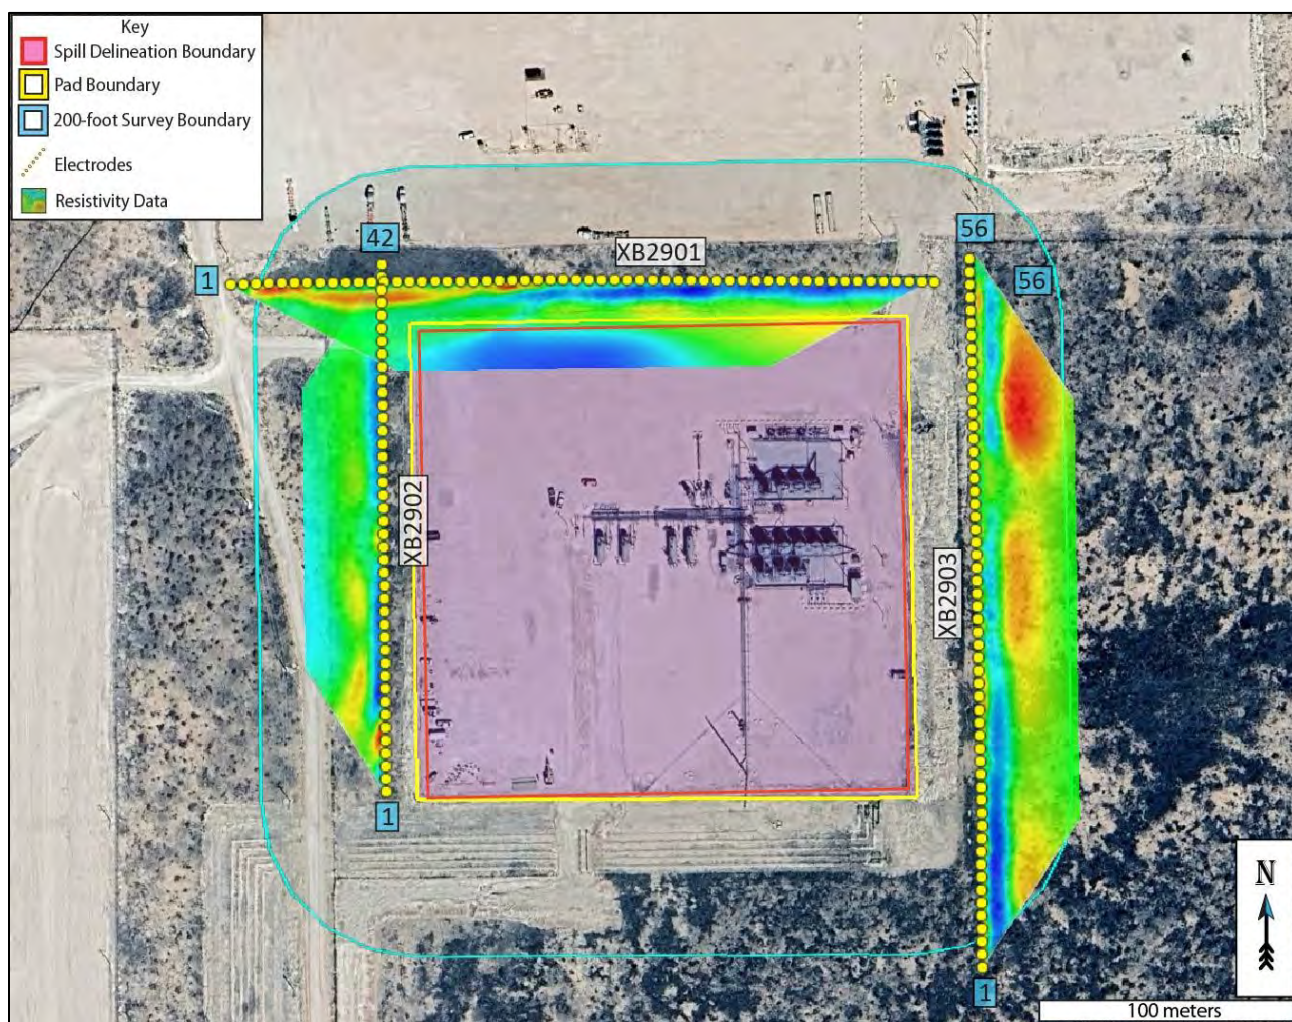 Key
Spill Delineation Boundary
Pad Boundary
200-foot Survey Boundary
Electrodes
Resistivity Data
42
56
XB2901
1
56
XB2902
XB2903
1
N
1
100 meters